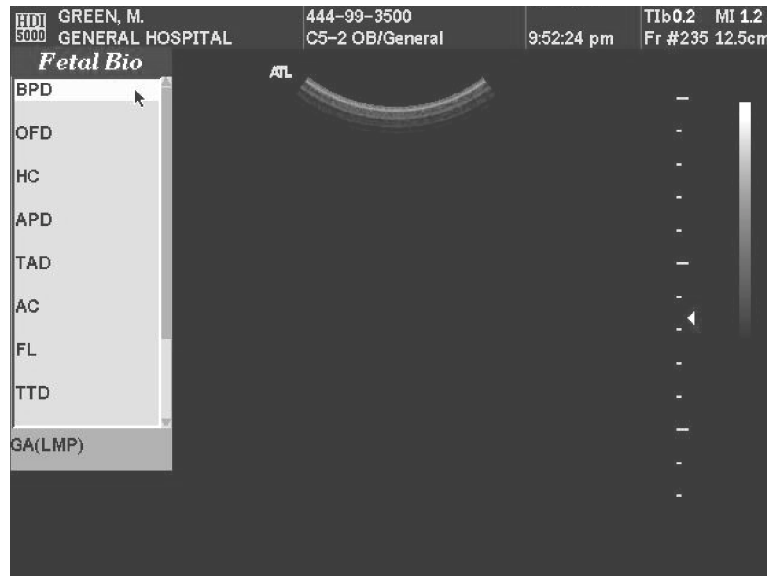 HDI 5000
GREEN, M.
GENERAL HOSPITAL
444-99-3500
C5-2 OB/General
9:52:24 pm
TIb0.2 MI 1.2
Fr #235 12.5cm
Fetal Bio
ATL
BPD
OFD
HC
APD
TAD
AC
FL
TTD
GA(LMP)